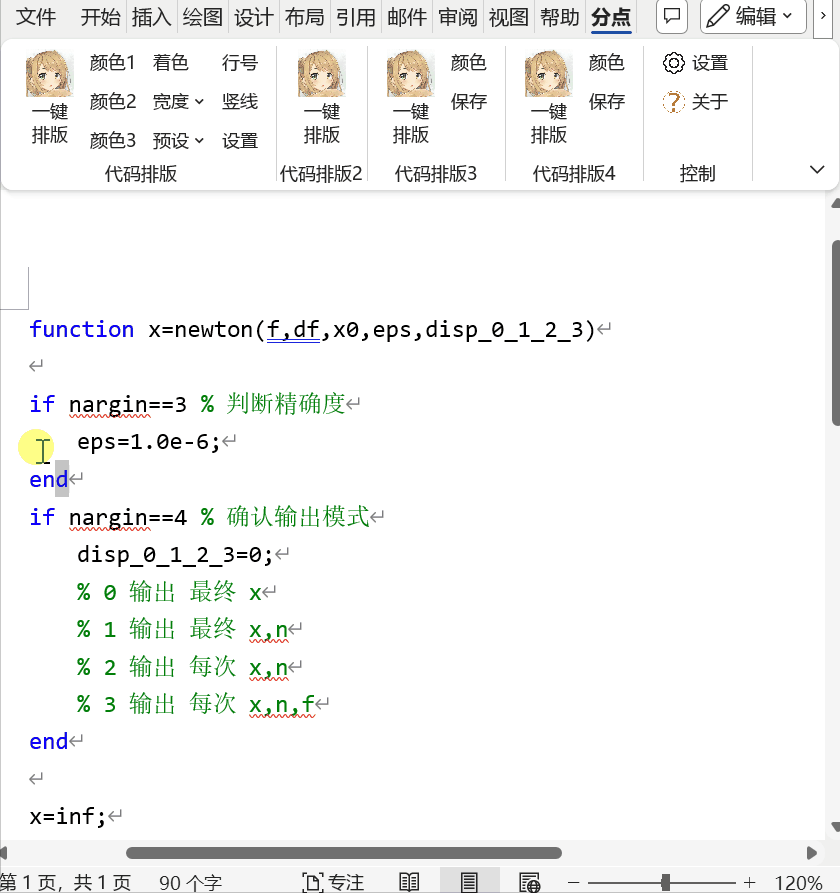 文件 开始 插入 绘图 设计 布局 引用 邮件 审阅 视图 帮助 分点 编辑
颜色1 着色 行号 颜色 颜色 设置
颜色2 宽度 竖线 保存 保存 ? 关于
一键 一键 一键 一键
排版 排版 排版 排版
颜色3 预设 设置
代码排版 代码排版2 代码排版3 代码排版4 控制
function x=newton(f,df,x0,eps,disp_0_1_2_3)↵
↵
if nargin==3 % 判断精确度↵
eps=1.0e-6;↵
end↵
if nargin==4 % 确认输出模式↵
disp_0_1_2_3=0;↵
% 0 输出 最终 x↵
% 1 输出 最终 x,n↵
% 2 输出 每次 x,n↵
% 3 输出 每次 x,n,f↵
end↵
↵
x=inf;↵
第 1 页，共 1 页 90 个字 专注 − + 120%